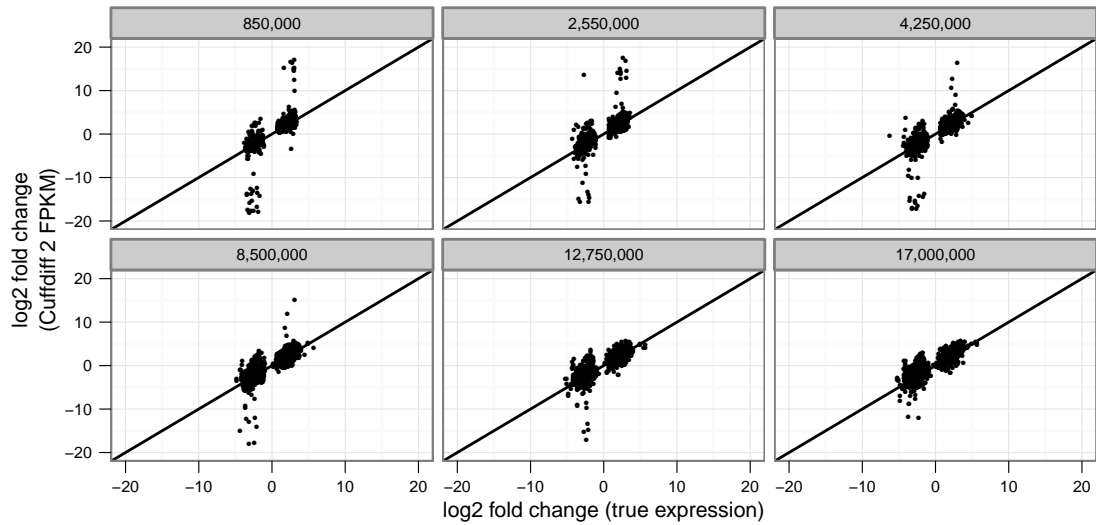 850,000
2,550,000
4,250,000
20
10
0
−10
−20
8,500,000
12,750,000
17,000,000
20
10
0
−10
−20
−20 −10 0 10 20
−20 −10 0 10 20
−20 −10 0 10 20
log2 fold change
(Cuffdiff 2 FPKM)
log2 fold change (true expression)